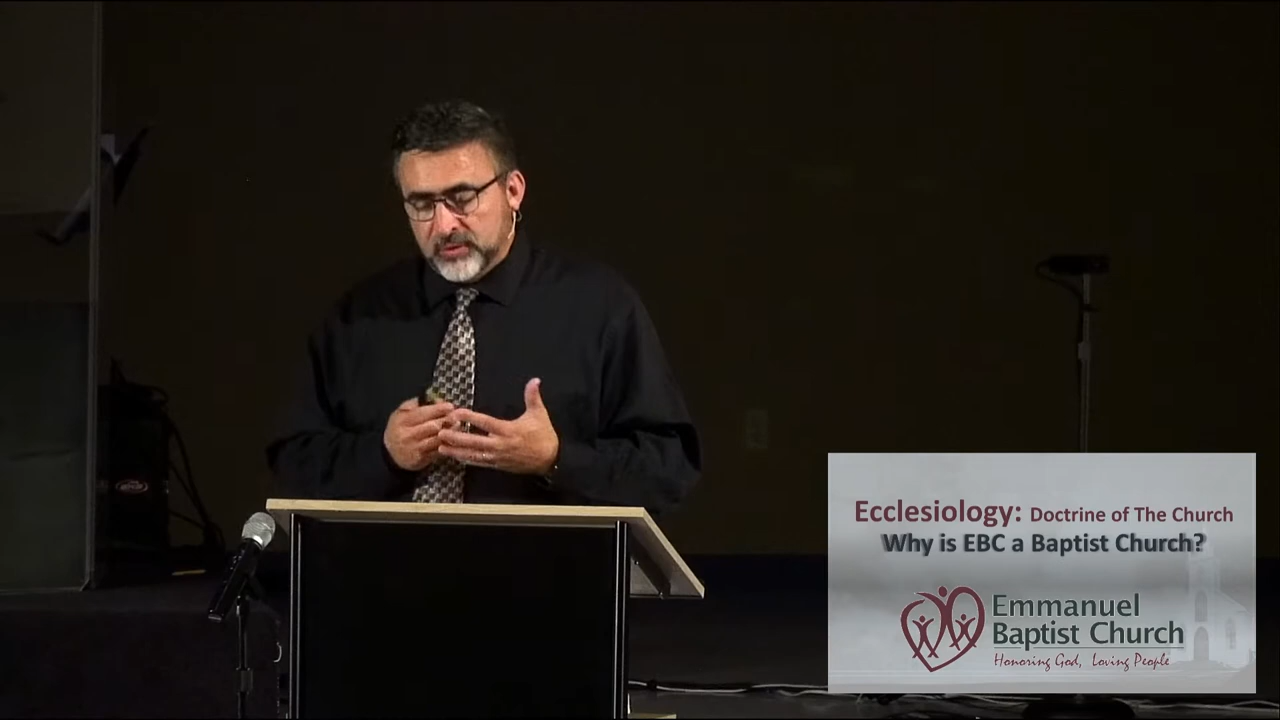 Ecclesiology: Doctrine of The Church
Why is EBC a Baptist Church?
Emmanuel
Baptist Church
Honoring God, Loving People